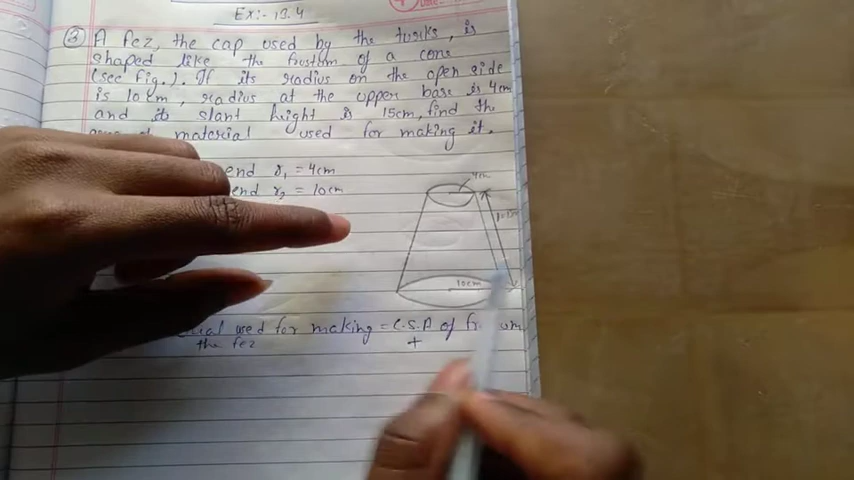 Ex:- 13.4
③ A fez, the cap used by the turks, is
shaped like the frustum of a cone
(see fig.). If its radius on the open side
is 10cm, radius at the upper base is 4cm
and its slant height is 15cm, find the
material used for making it.
end r₁ = 4cm
end r₂ = 10cm
4cm
10cm
used for making = C.S.A of
the fez +